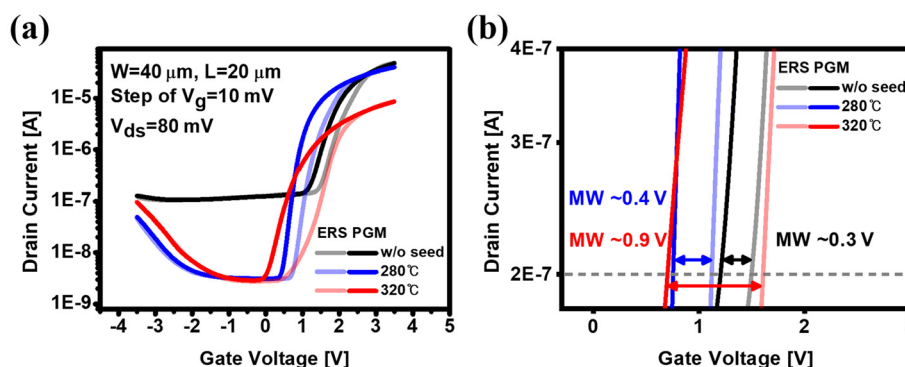 (a)
W=40 μm, L=20 μm
Step of Vg=10 mV
Vds=80 mV
1E-5
1E-6
1E-7
1E-8
1E-9
Drain Current [A]
ERS PGM
w/o seed
280℃
320℃
-4 -3 -2 -1 0 1 2 3 4 5
Gate Voltage [V]
(b)
4E-7
3E-7
2E-7
Drain Current [A]
ERS PGM
w/o seed
280℃
320℃
MW ~0.4 V
MW ~0.9 V
MW ~0.3 V
0 1 2
Gate Voltage [V]